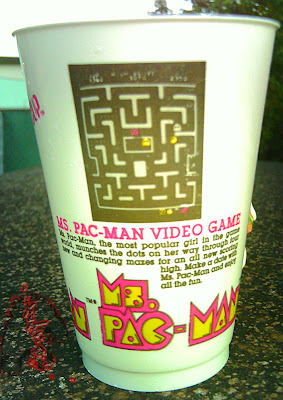 MS. PAC-MAN VIDEO GAME
Ms. Pac-Man, the most popular girl in the game
world, munches the dots on her way through four
new and changing mazes for an all new scoring
high. Make a date with
Ms. Pac-Man and enjoy
all the fun.
TM
MS.
PAC-MAN